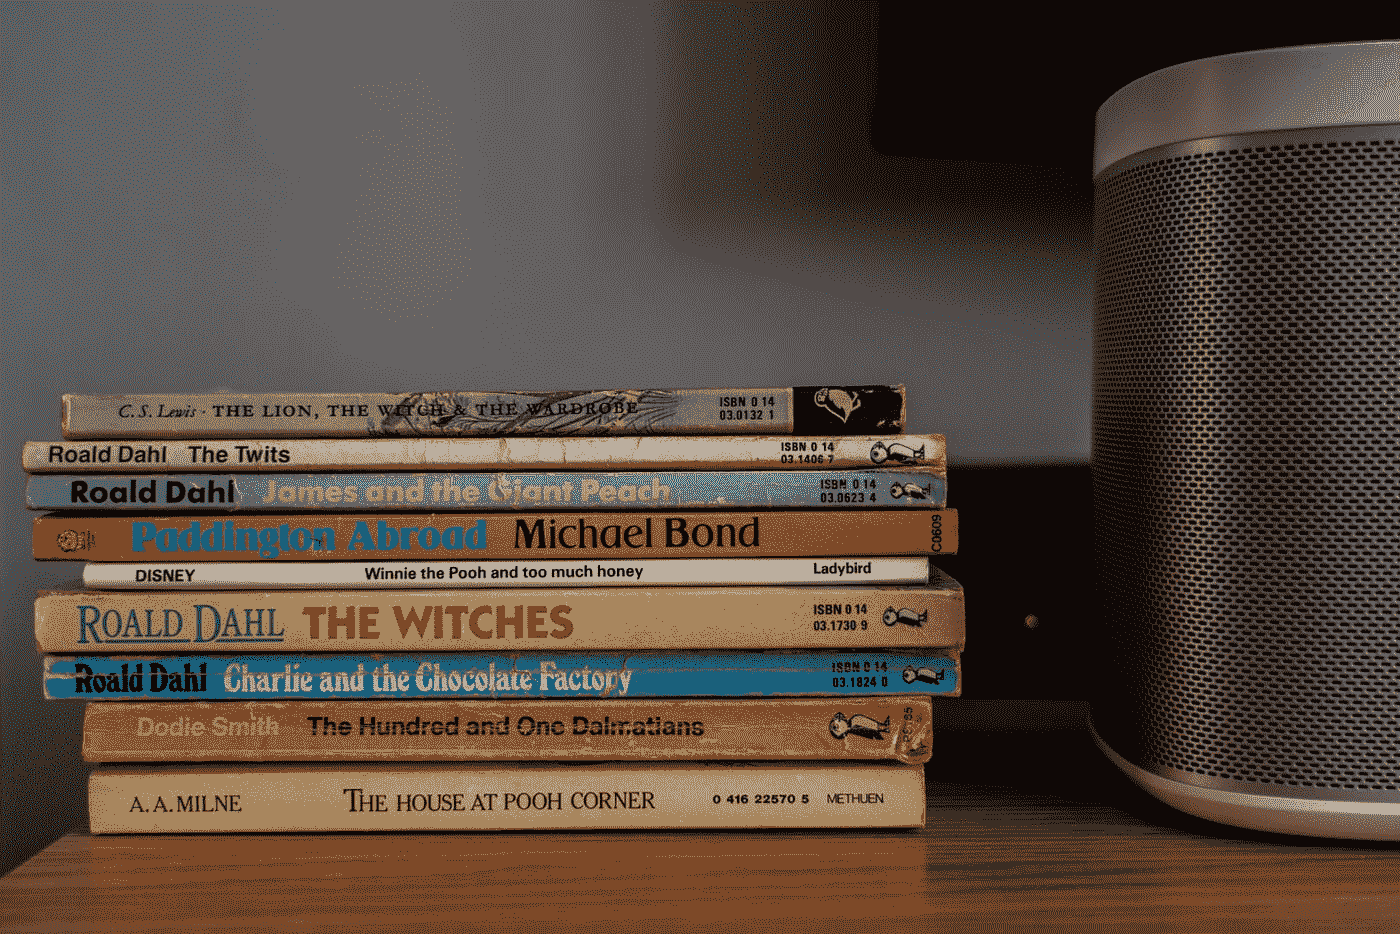 C.S. Lewis · THE LION, THE WITCH & THE WARDROBE ISBN 0 14
03.0132 1
Roald Dahl The Twits ISBN 0 14
03.1406 7
Roald Dahl James and the Giant Peach ISBN 0 14
03.0623 4
Paddington Abroad Michael Bond C0609
DISNEY Winnie the Pooh and too much honey Ladybird
ROALD DAHL THE WITCHES ISBN 0 14
03.1730 9
Roald Dahl Charlie and the Chocolate Factory ISBN 0 14
03.1824 0
Dodie Smith The Hundred and One Dalmatians
A. A. MILNE THE HOUSE AT POOH CORNER 0 416 22570 5 METHUEN